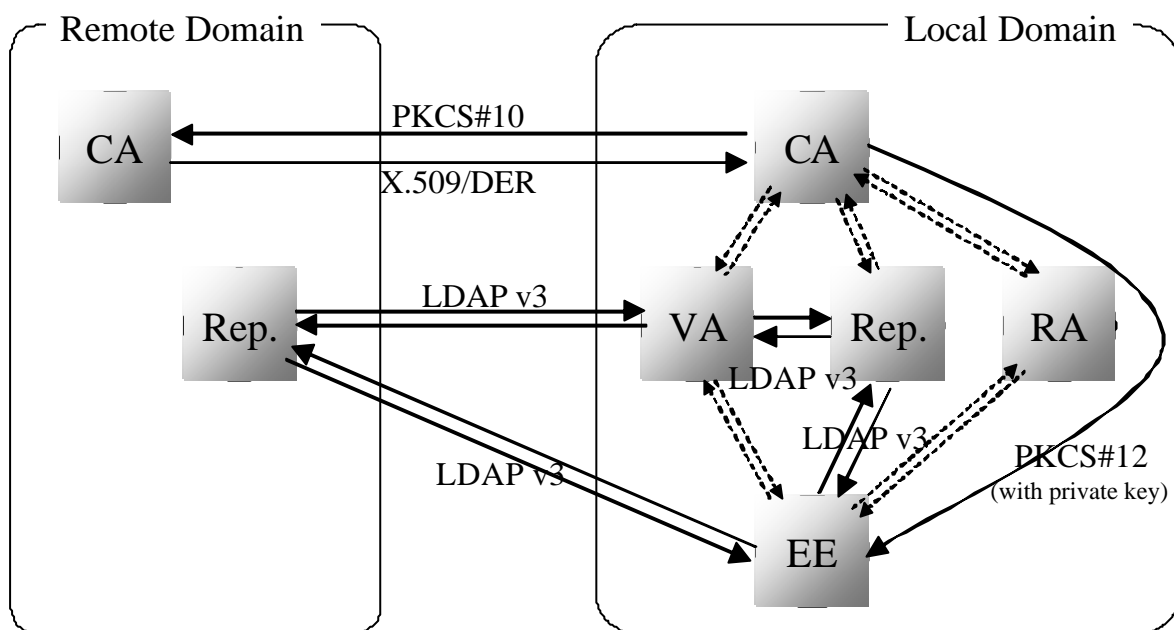 Remote Domain
Local Domain
PKCS#10
CA
CA
X.509/DER
LDAP v3
Rep.
VA
Rep.
RA
LDAP v3
LDAP v3
PKCS#12
LDAP v3
(with private key)
EE